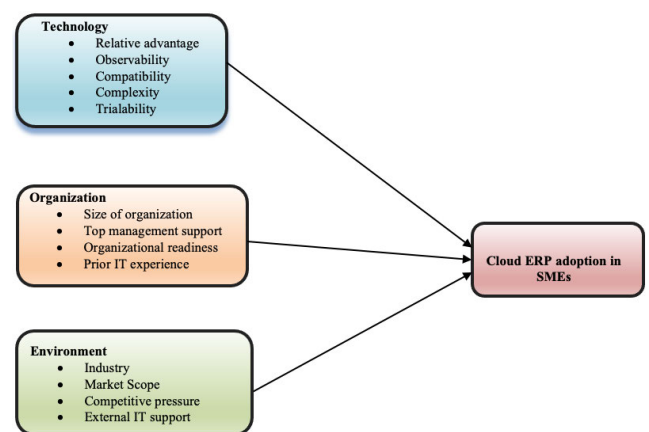 Technology
• Relative advantage
• Observability
• Compatibility
• Complexity
• Trialability
Organization
• Size of organization
• Top management support
• Organizational readiness
• Prior IT experience
Cloud ERP adoption in
SMEs
Environment
• Industry
• Market Scope
• Competitive pressure
• External IT support